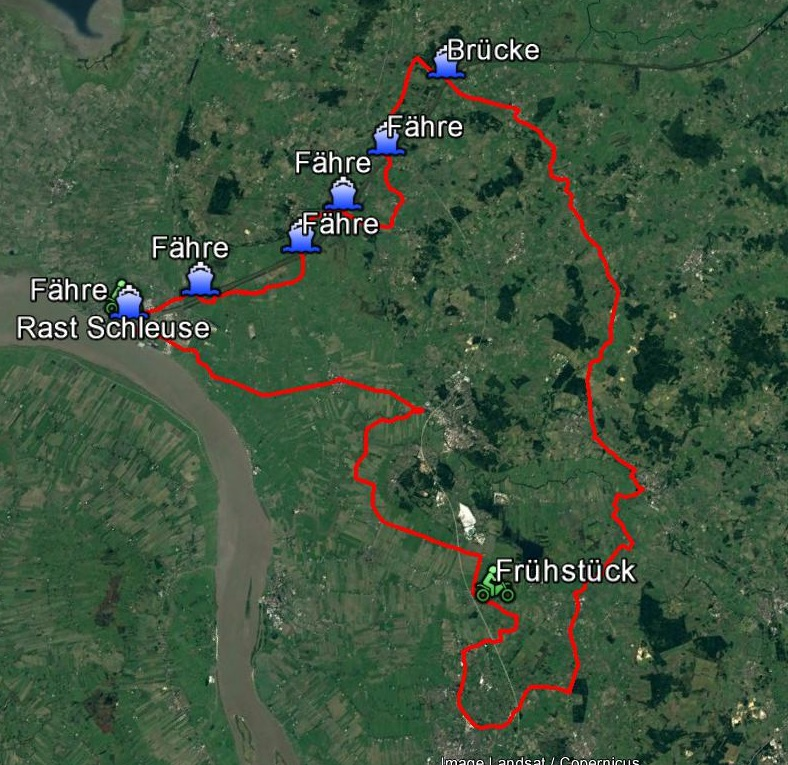 Brücke
Fähre
Fähre
Fähre
Fähre
Fähre
Rast Schleuse
Frühstück
Image Landsat / Copernicus